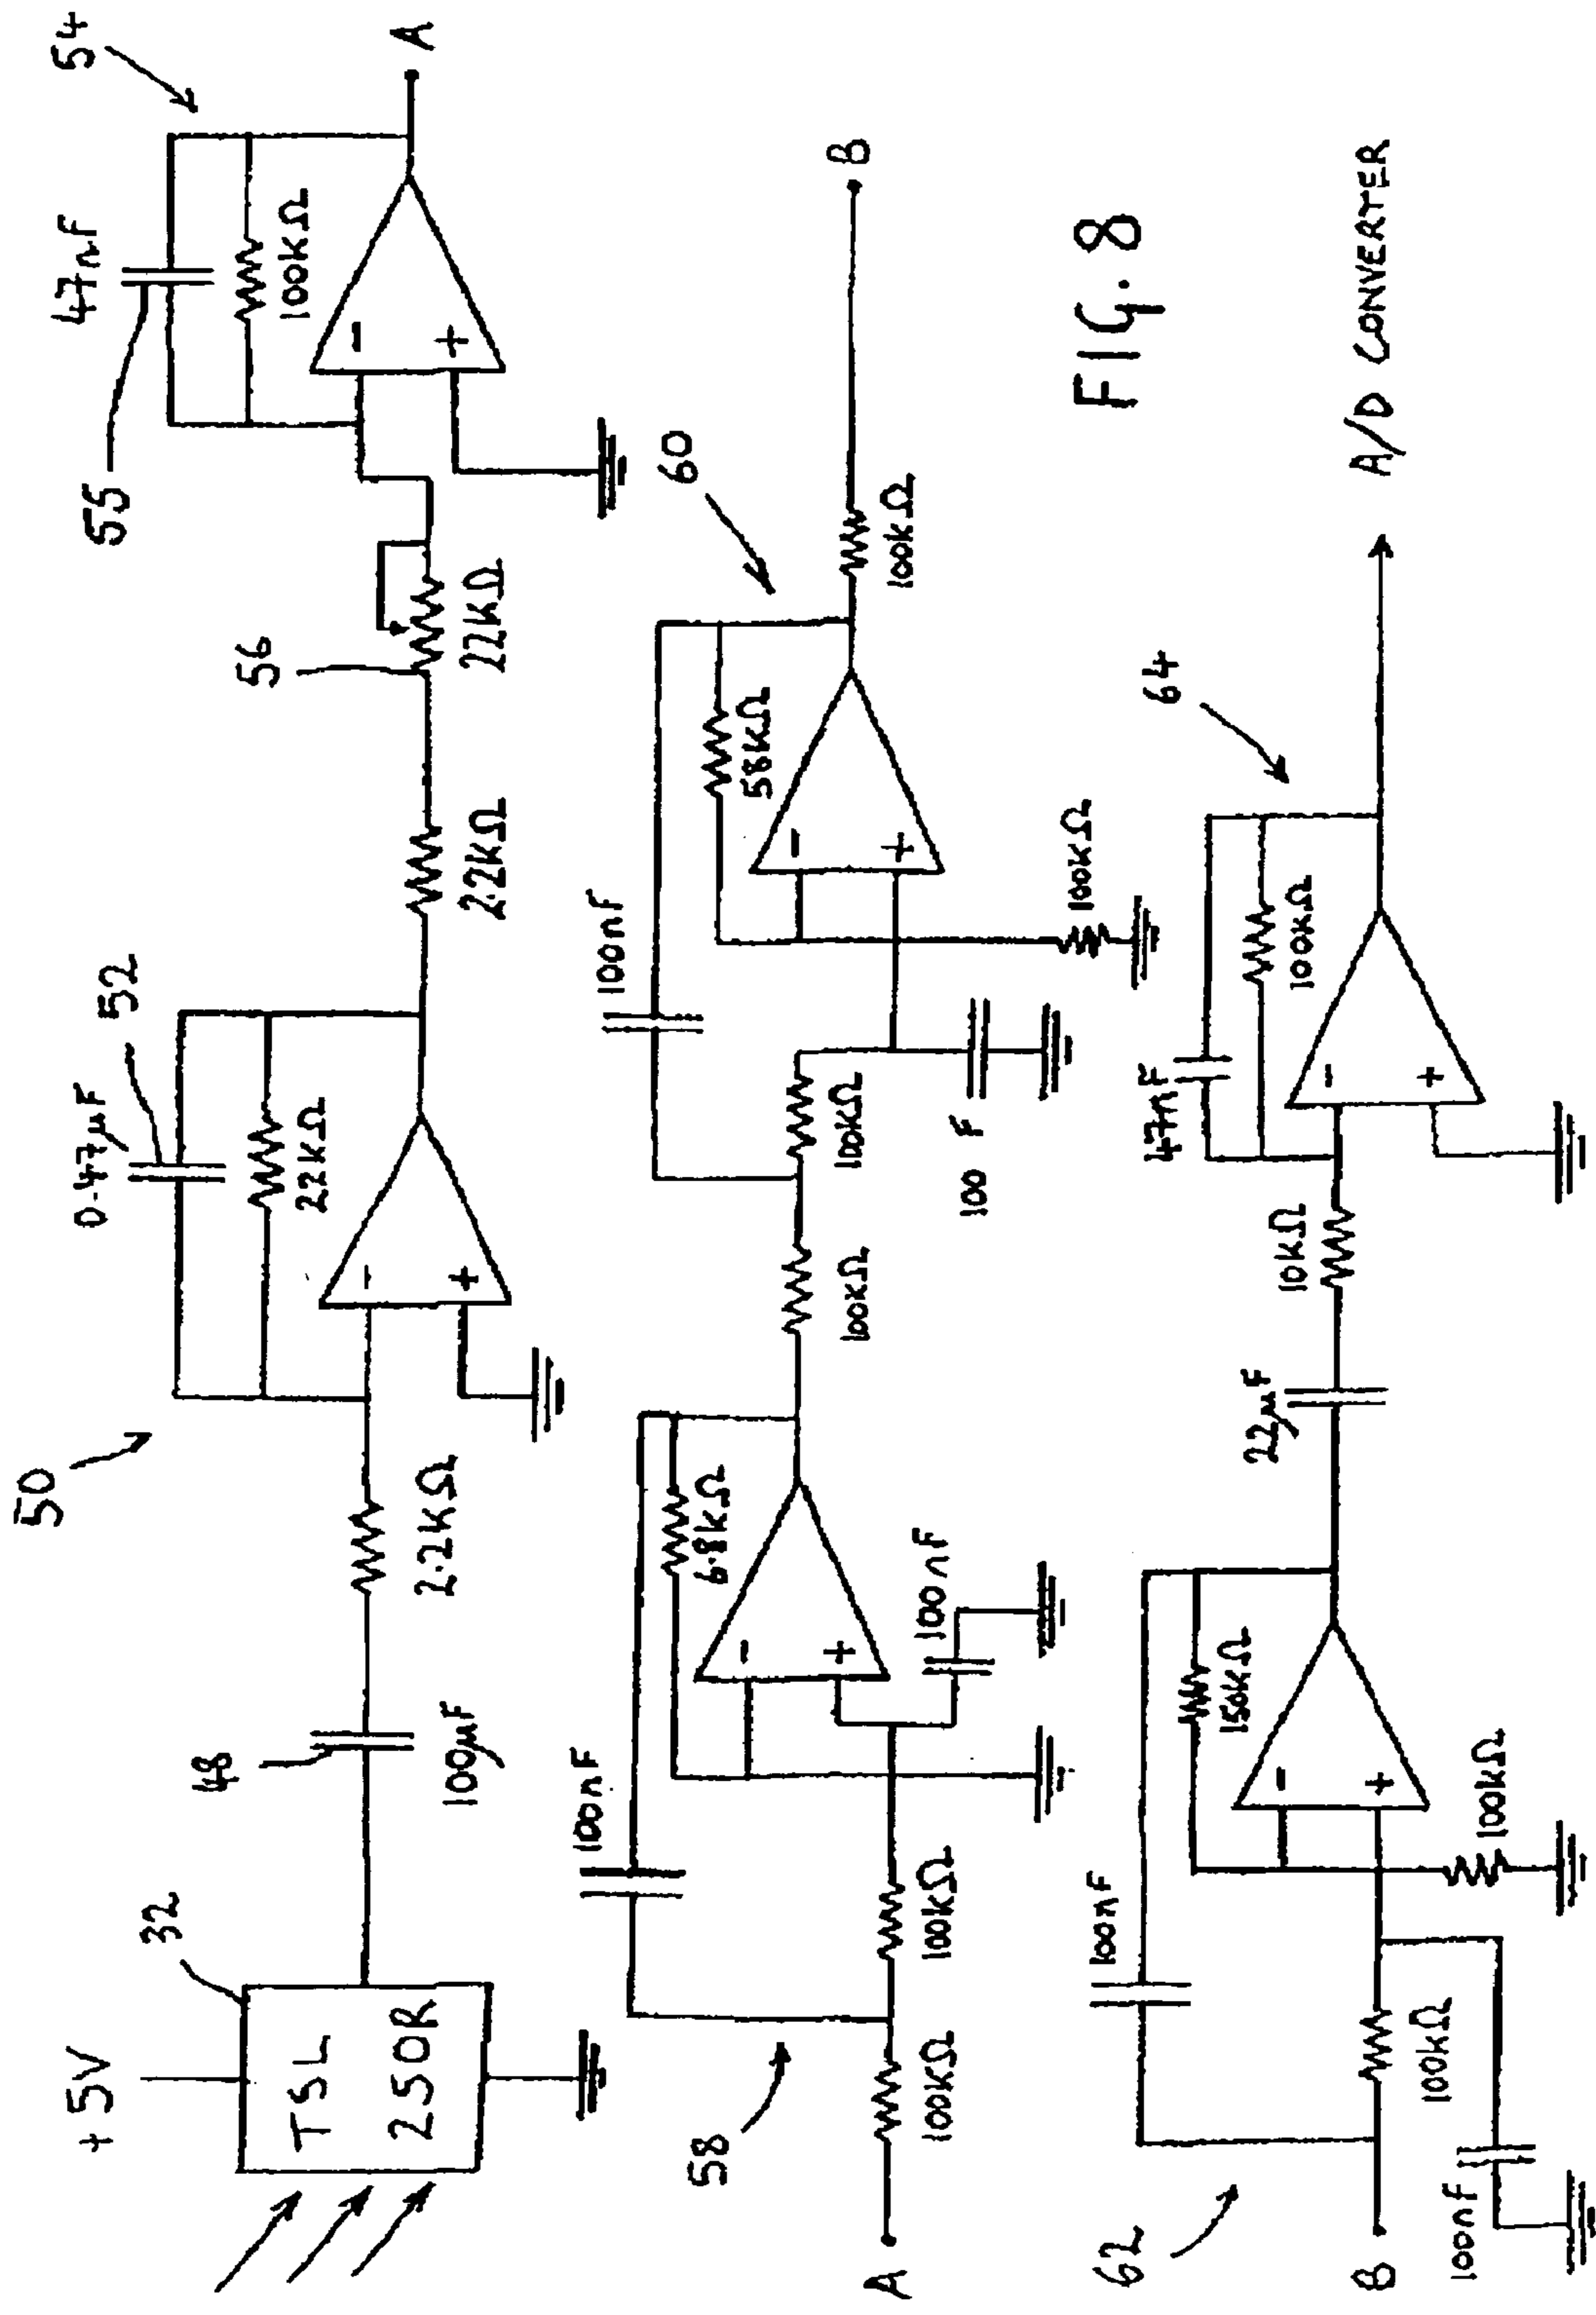 +5V
TSL
250R
32
48
100µF
2.2KΩ
50
0.47µF
52
22KΩ
-
+
2.2KΩ
56
22KΩ
55
47nF
100KΩ
-
+
54
A
A
58
100KΩ
100KΩ
100nF
6.8KΩ
-
+
100nF
100KΩ
100KΩ
100nF
100 F
58KΩ
-
+
100KΩ
60
100KΩ
B
B
62
100nF
100KΩ
100nF
150KΩ
-
+
100KΩ
22µF
10KΩ
47nF
100KΩ
-
+
64
A/D CONVERTER
FIG. 8